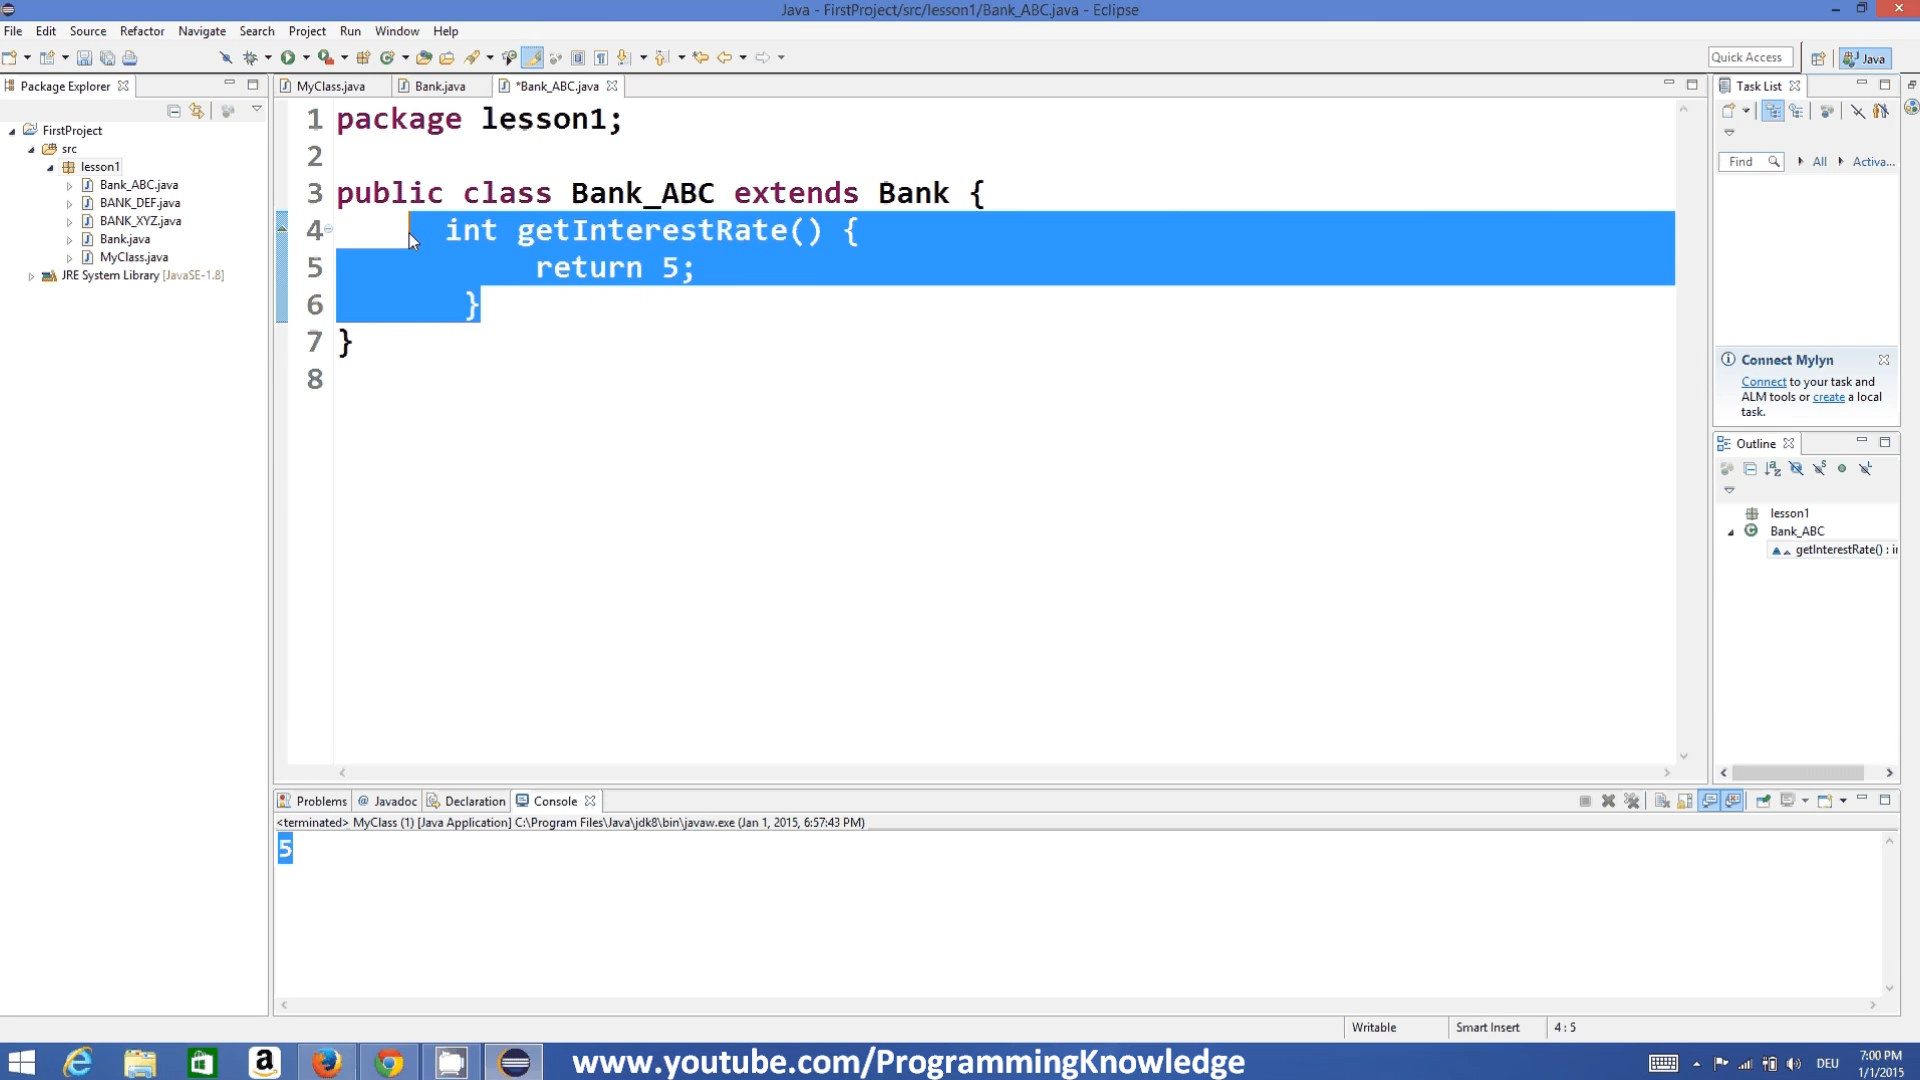 Java - FirstProject/src/lesson1/Bank_ABC.java - Eclipse
File Edit Source Refactor Navigate Search Project Run Window Help
Quick Access
Java
Package Explorer
FirstProject
src
lesson1
Bank_ABC.java
BANK_DEF.java
BANK_XYZ.java
Bank.java
MyClass.java
JRE System Library [JavaSE-1.8]
MyClass.java Bank.java *Bank_ABC.java
1 package lesson1;
2
3 public class Bank_ABC extends Bank {
4 int getInterestRate() {
5 return 5;
6 }
7 }
8
Task List
Find All Activa...
Connect Mylyn
Connect to your task and
ALM tools or create a local
task.
Outline
lesson1
Bank_ABC
getInterestRate() : ir
Problems @ Javadoc Declaration Console
<terminated> MyClass (1) [Java Application] C:\Program Files\Java\jdk8\bin\javaw.exe (Jan 1, 2015, 6:57:43 PM)
5
Writable Smart Insert 4 : 5
www.youtube.com/ProgrammingKnowledge
DEU
7:00 PM
1/1/2015